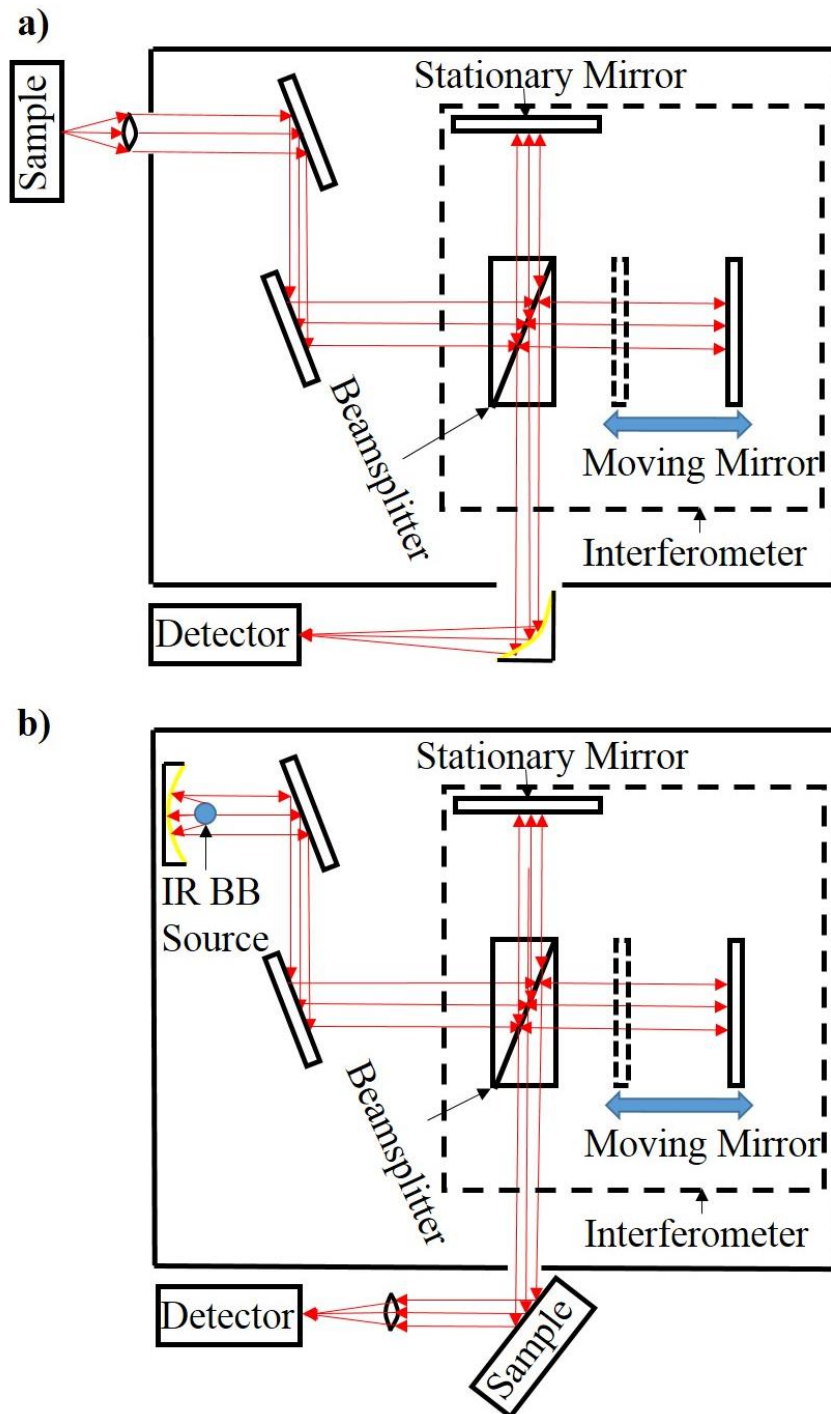 a)
Sample
Stationary Mirror
Beamsplitter
Moving Mirror
Interferometer
Detector
b)
Stationary Mirror
IR BB
Source
Beamsplitter
Moving Mirror
Interferometer
Detector
Sample